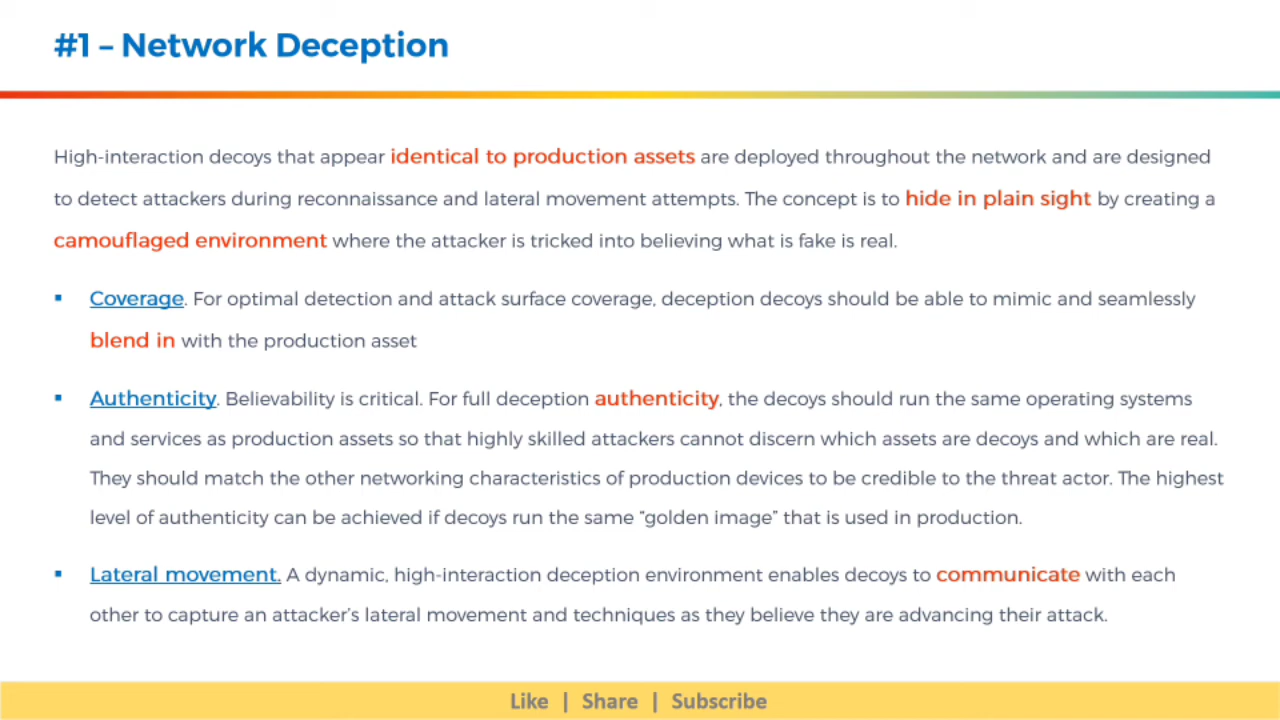 #1 – Network Deception
High-interaction decoys that appear identical to production assets are deployed throughout the network and are designed
to detect attackers during reconnaissance and lateral movement attempts. The concept is to hide in plain sight by creating a
camouflaged environment where the attacker is tricked into believing what is fake is real.
▪ Coverage. For optimal detection and attack surface coverage, deception decoys should be able to mimic and seamlessly
blend in with the production asset
▪ Authenticity. Believability is critical. For full deception authenticity, the decoys should run the same operating systems
and services as production assets so that highly skilled attackers cannot discern which assets are decoys and which are real.
They should match the other networking characteristics of production devices to be credible to the threat actor. The highest
level of authenticity can be achieved if decoys run the same “golden image” that is used in production.
▪ Lateral movement. A dynamic, high-interaction deception environment enables decoys to communicate with each
other to capture an attacker’s lateral movement and techniques as they believe they are advancing their attack.
Like | Share | Subscribe